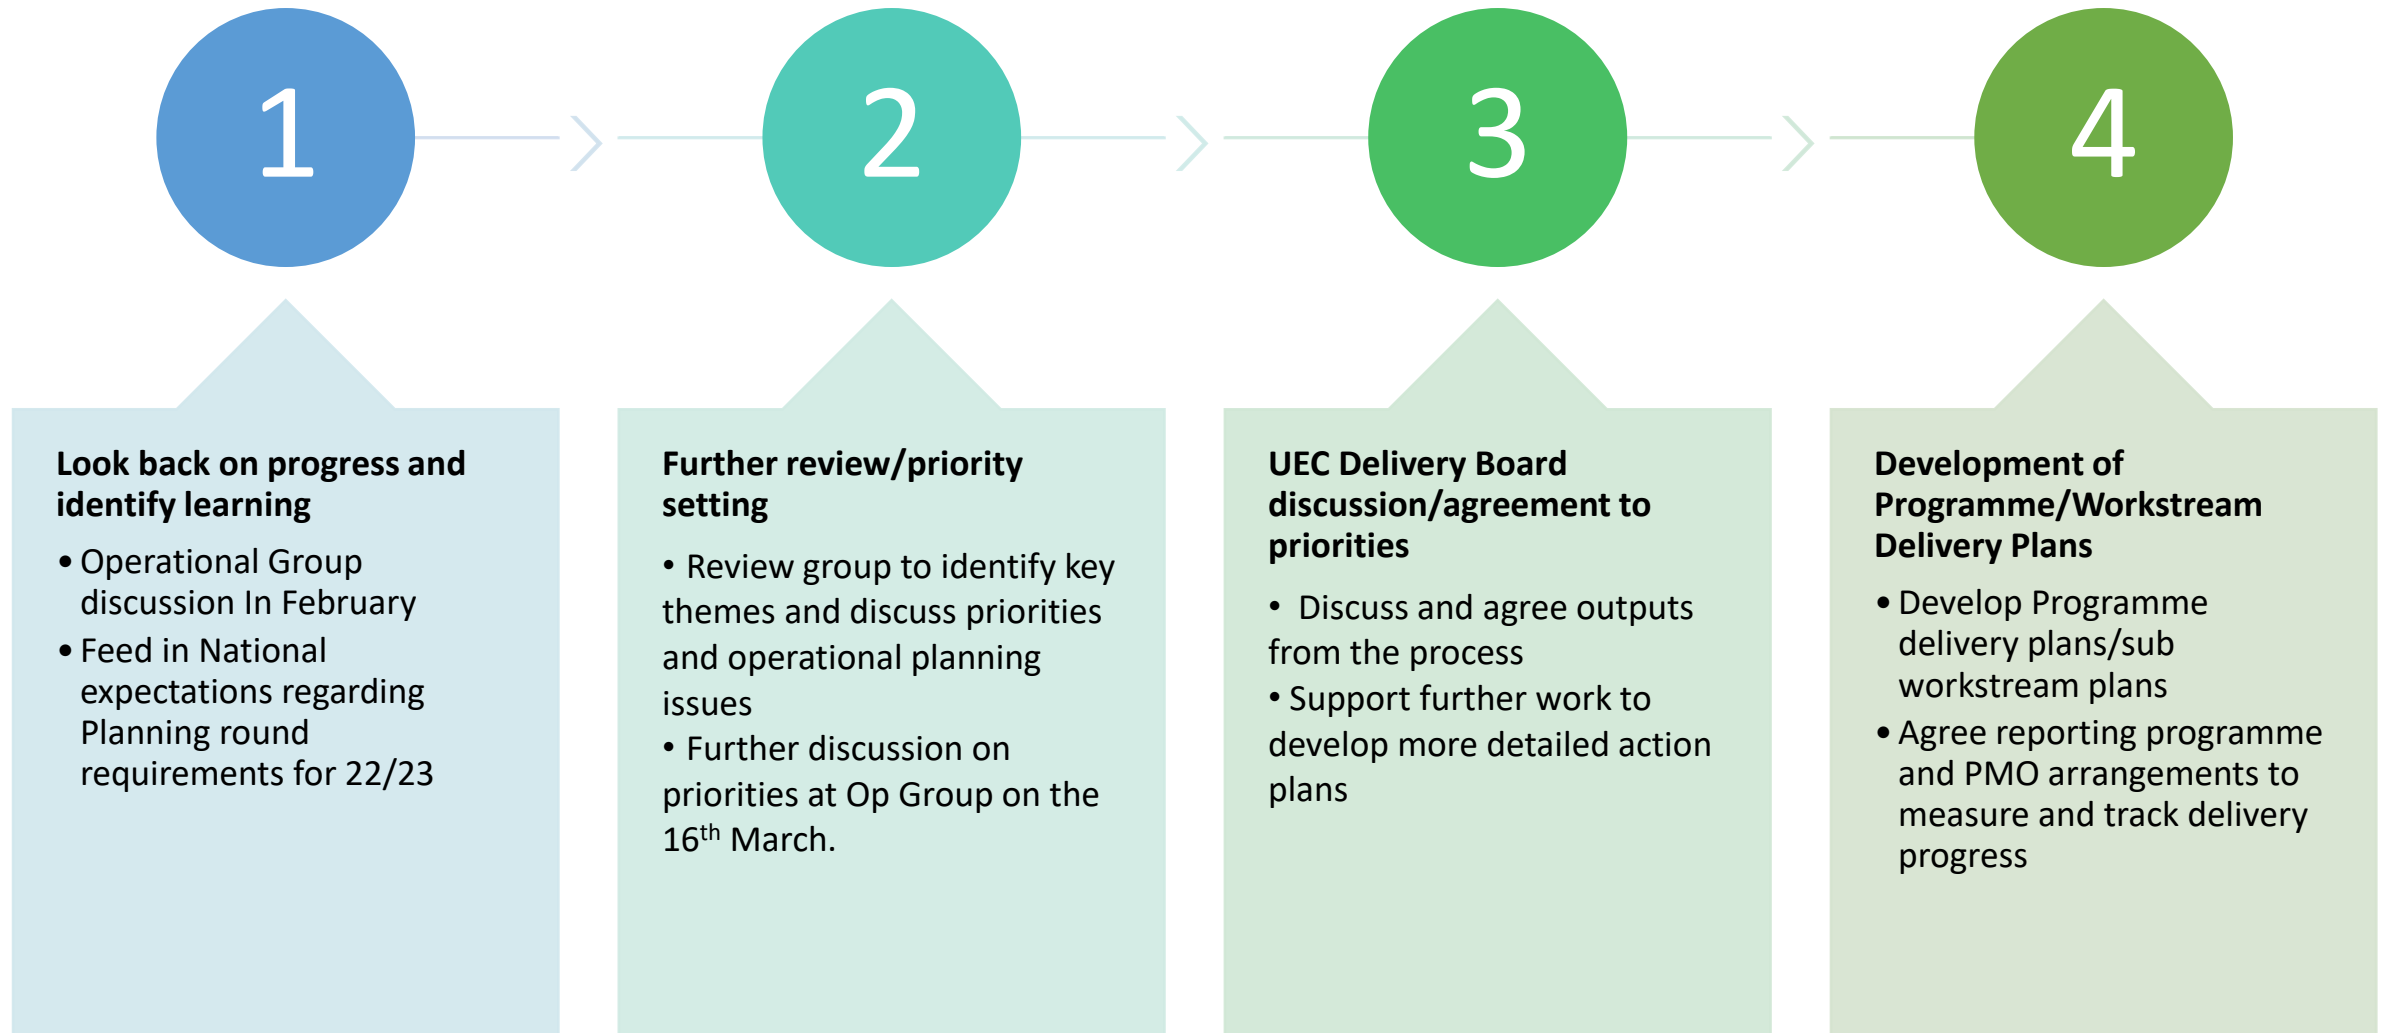 1
2
3
4
Look back on progress and
identify learning
• Operational Group
discussion In February
• Feed in National
expectations regarding
Planning round
requirements for 22/23
Further review/priority
setting
• Review group to identify key
themes and discuss priorities
and operational planning
issues
• Further discussion on
priorities at Op Group on the
16th March.
UEC Delivery Board
discussion/agreement to
priorities
• Discuss and agree outputs
from the process
• Support further work to
develop more detailed action
plans
Development of
Programme/Workstream
Delivery Plans
• Develop Programme
delivery plans/sub
workstream plans
• Agree reporting programme
and PMO arrangements to
measure and track delivery
progress